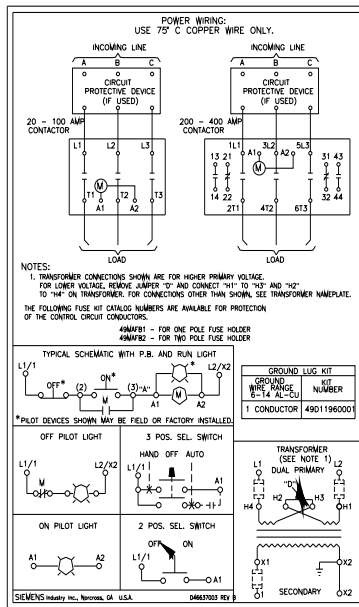 POWER WIRING:
USE 75° C COPPER WIRE ONLY.
INCOMING LINE
A B C
CIRCUIT
PROTECTIVE DEVICE
(IF USED)
20 - 100 AMP
CONTACTOR
L1 L2 L3
M
T1 T2 T3
A1 A2
LOAD
INCOMING LINE
A B C
CIRCUIT
PROTECTIVE DEVICE
(IF USED)
200 - 400 AMP
CONTACTOR
1L1 3L2 5L3
13 21 A1 A2 31 43
M
14 22 32 44
2T1 4T2 6T3
LOAD
NOTES:
1. TRANSFORMER CONNECTIONS SHOWN ARE FOR HIGHER PRIMARY VOLTAGE.
FOR LOWER VOLTAGE, REMOVE JUMPER "D" AND CONNECT "H1" TO "H3" AND "H2"
TO "H4" ON TRANSFORMER. FOR CONNECTIONS OTHER THAN SHOWN, SEE TRANSFORMER NAMEPLATE.
THE FOLLOWING FUSE KIT CATALOG NUMBERS ARE AVAILABLE FOR PROTECTION
OF THE CONTROL CIRCUIT CONDUCTORS.
49MAFB1 - FOR ONE POLE FUSE HOLDER
49MAFB2 - FOR TWO POLE FUSE HOLDER
TYPICAL SCHEMATIC WITH P.B. AND RUN LIGHT
L1/1 L2/X2
OFF* (2) ON* (3) "A" *
M A1 M A2
*PILOT DEVICES SHOWN MAY BE FIELD OR FACTORY INSTALLED.
GROUND LUG KIT
GROUND
WIRE RANGE
6-14 AL-CU
KIT
NUMBER
1 CONDUCTOR 49D11960001
OFF PILOT LIGHT
L1/1 L2/X2
M
3 POS. SEL. SWITCH
HAND OFF AUTO
L1/1
A1
ON PILOT LIGHT
A1 A2
2 POS. SEL. SWITCH
OFF ON
L1/1
A1
TRANSFORMER
(SEE NOTE 1)
L1 DUAL PRIMARY L2
"D"
H2 H3
H4 H1
X1 X2
SECONDARY
O1 X2
SIEMENS Industry Inc., Norcross, GA U.S.A. D46637003 REV B